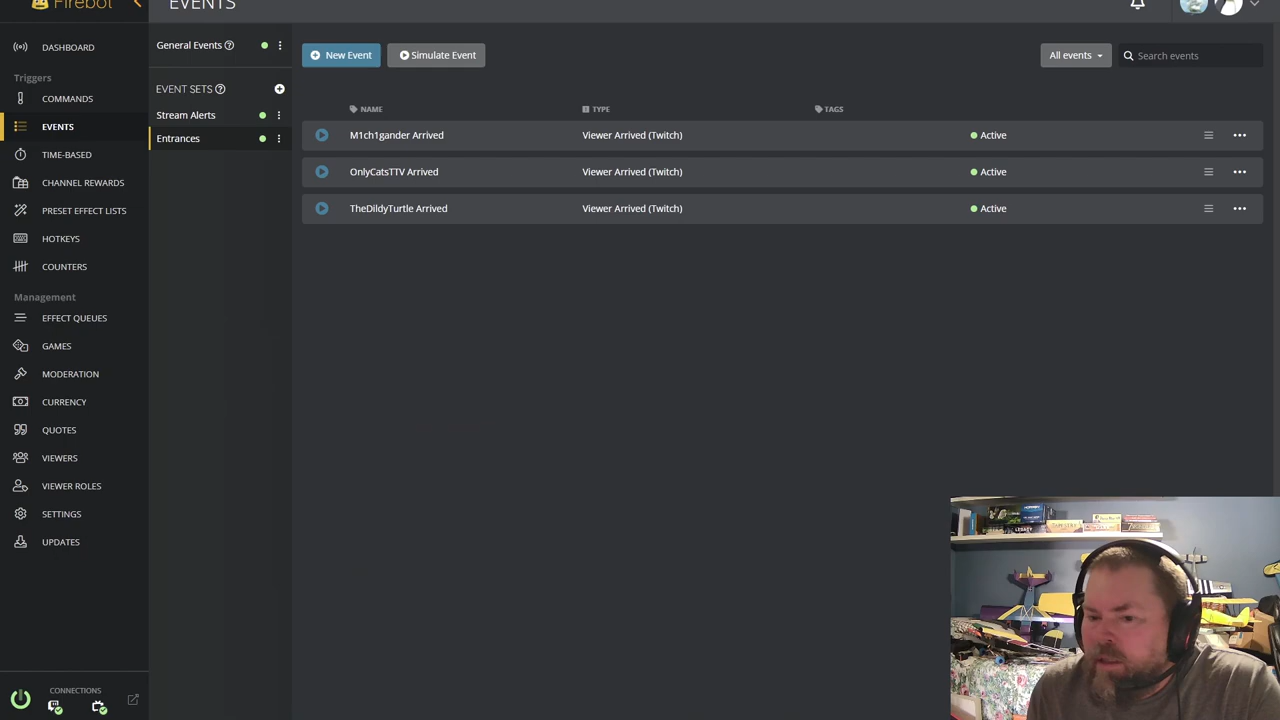 Firebot
EVENTS
DASHBOARD
Triggers
COMMANDS
EVENTS
TIME-BASED
CHANNEL REWARDS
PRESET EFFECT LISTS
HOTKEYS
COUNTERS
Management
EFFECT QUEUES
GAMES
MODERATION
CURRENCY
QUOTES
VIEWERS
VIEWER ROLES
SETTINGS
UPDATES
CONNECTIONS
General Events
EVENT SETS
Stream Alerts
Entrances
New Event
Simulate Event
All events
Search events
NAME TYPE TAGS
M1ch1gander Arrived Viewer Arrived (Twitch) Active
OnlyCatsTTV Arrived Viewer Arrived (Twitch) Active
TheDildyTurtle Arrived Viewer Arrived (Twitch) Active